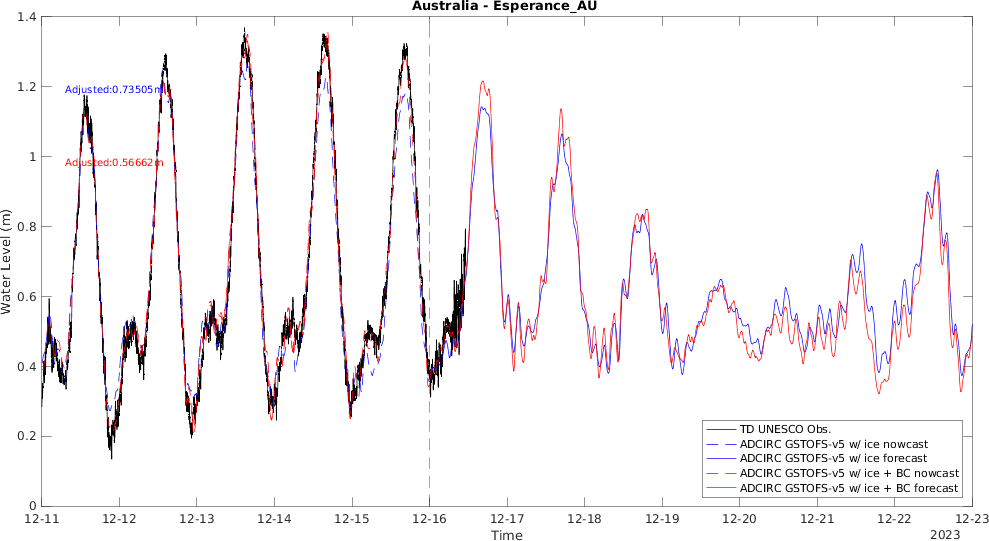 Australia - Esperance_AU
1.4
1.2
1
0.8
0.6
0.4
0.2
0
Water Level (m)
Adjusted:0.73505m
Adjusted:0.56662m
TD UNESCO Obs.
ADCIRC GSTOFS-v5 w/ ice nowcast
ADCIRC GSTOFS-v5 w/ ice forecast
ADCIRC GSTOFS-v5 w/ ice + BC nowcast
ADCIRC GSTOFS-v5 w/ ice + BC forecast
12-11 12-12 12-13 12-14 12-15 12-16 12-17 12-18 12-19 12-20 12-21 12-22 12-23
Time
2023